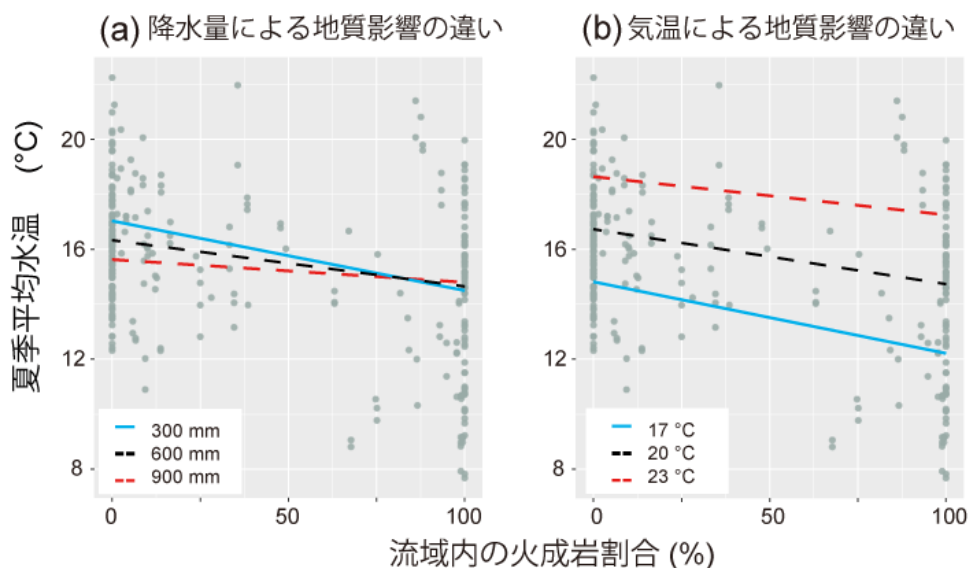 (a) 降水量による地質影響の違い
(b) 気温による地質影響の違い
夏季平均水温 (°C)
20
16
12
8
300 mm
600 mm
900 mm
0
50
100
20
16
12
8
17 °C
20 °C
23 °C
0
50
100
流域内の火成岩割合 (%)